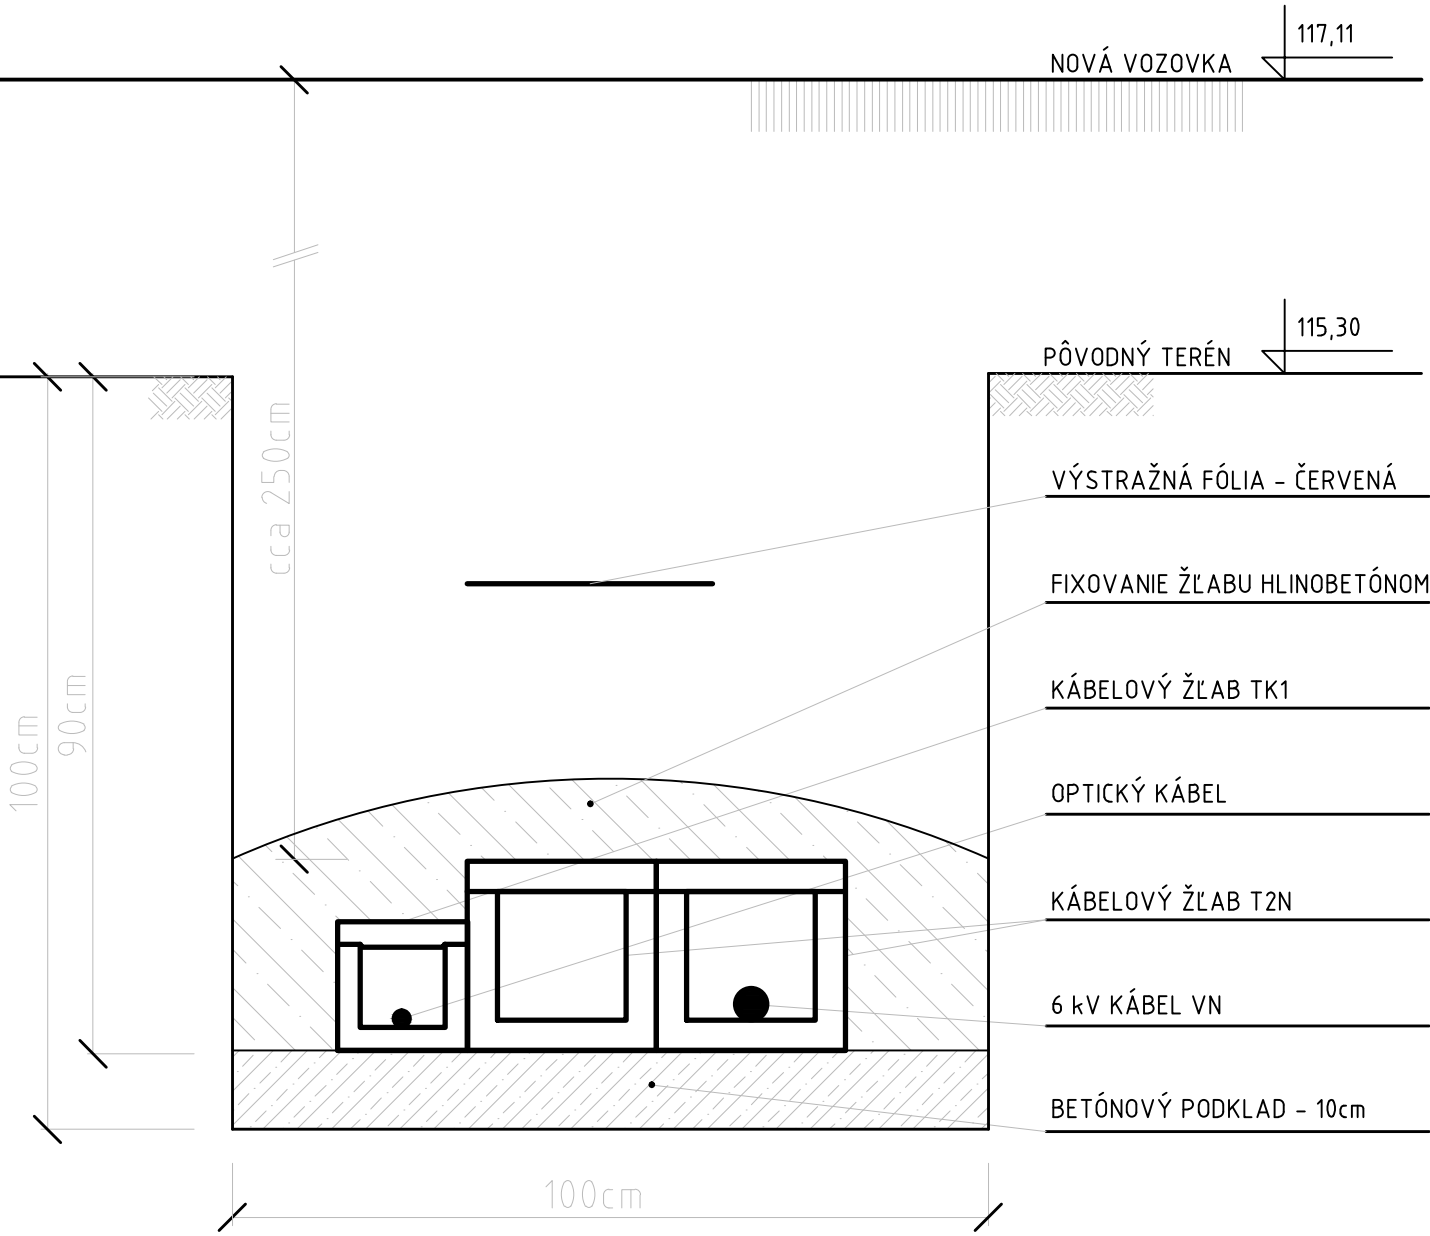 117,11
NOVÁ VOZOVKA
115,30
PÔVODNÝ TERÉN
cca 250cm
VÝSTRAŽNÁ FÓLIA - ČERVENÁ
FIXOVANIE ŽĽABU HLINOBETÓNOM
KÁBELOVÝ ŽĽAB TK1
90cm
100cm
OPTICKÝ KÁBEL
KÁBELOVÝ ŽĽAB T2N
6 kV KÁBEL VN
BETÓNOVÝ PODKLAD - 10cm
100cm